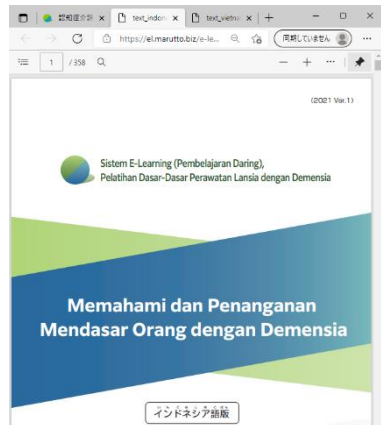 認知症介護
text_indon
text_vietna
https://el.marutto.biz/e-le...
同期していません
1 / 358
(2021 Ver.1)
Sistem E-Learning (Pembelajaran Daring),
Pelatihan Dasar-Dasar Perawatan Lansia dengan Demensia
Memahami dan Penanganan
Mendasar Orang dengan Demensia
インドネシア語版